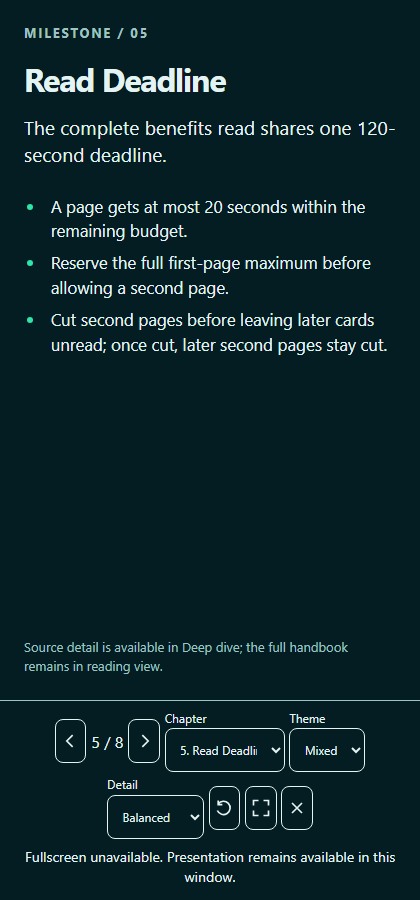 MILESTONE / 05
Read Deadline
The complete benefits read shares one 120-
second deadline.
A page gets at most 20 seconds within the
remaining budget.
Reserve the full first-page maximum before
allowing a second page.
Cut second pages before leaving later cards
unread; once cut, later second pages stay cut.
Source detail is available in Deep dive; the full handbook
remains in reading view.
5 / 8
Chapter
5. Read Deadli
Theme
Mixed
Detail
Balanced
Fullscreen unavailable. Presentation remains available in this
window.